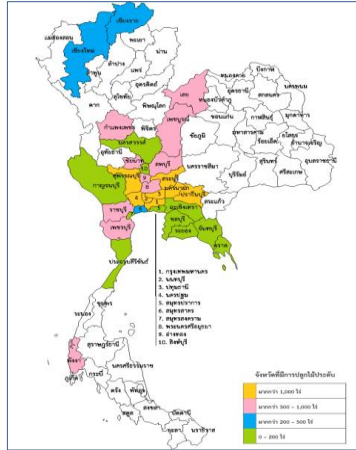 เชียงราย
เชียงใหม่
พะเยา
แม่ฮ่องสอน
น่าน
ลำปาง
ลำพูน
แพร่
อุตรดิตถ์
สุโขทัย
ตาก
พิษณุโลก
เลย
หนองคาย
บึงกาฬ
นครพนม
อุดรธานี
สกลนคร
หนองบัวลำภู
กำแพงเพชร
พิจิตร
เพชรบูรณ์
ขอนแก่น
กาฬสินธุ์
มุกดาหาร
ชัยภูมิ
มหาสารคาม
ร้อยเอ็ด
ยโสธร
อำนาจเจริญ
นครสวรรค์
อุทัยธานี
ชัยนาท
ลพบุรี
นครราชสีมา
บุรีรัมย์
สุรินทร์
ศรีสะเกษ
อุบลราชธานี
สุพรรณบุรี
สระบุรี
กาญจนบุรี
นครนายก
ปราจีนบุรี
สระแก้ว
ราชบุรี
ฉะเชิงเทรา
ชลบุรี
เพชรบุรี
ระยอง
จันทบุรี
ตราด
ประจวบคีรีขันธ์
1. กรุงเทพมหานคร
2. นนทบุรี
3. ปทุมธานี
4. นครปฐม
5. สมุทรปราการ
6. สมุทรสาคร
7. สมุทรสงคราม
8. พระนครศรีอยุธยา
9. อ่างทอง
10. สิงห์บุรี
ชุมพร
ระนอง
สุราษฎร์ธานี
พังงา
ภูเก็ต
กระบี่
นครศรีธรรมราช
ตรัง
พัทลุง
สตูล
สงขลา
ปัตตานี
ยะลา
นราธิวาส
จังหวัดที่มีการปลูกไม้ประดับ
มากกว่า 1,000 ไร่
มากกว่า 500 - 1,000 ไร่
มากกว่า 200 - 500 ไร่
0 - 200 ไร่